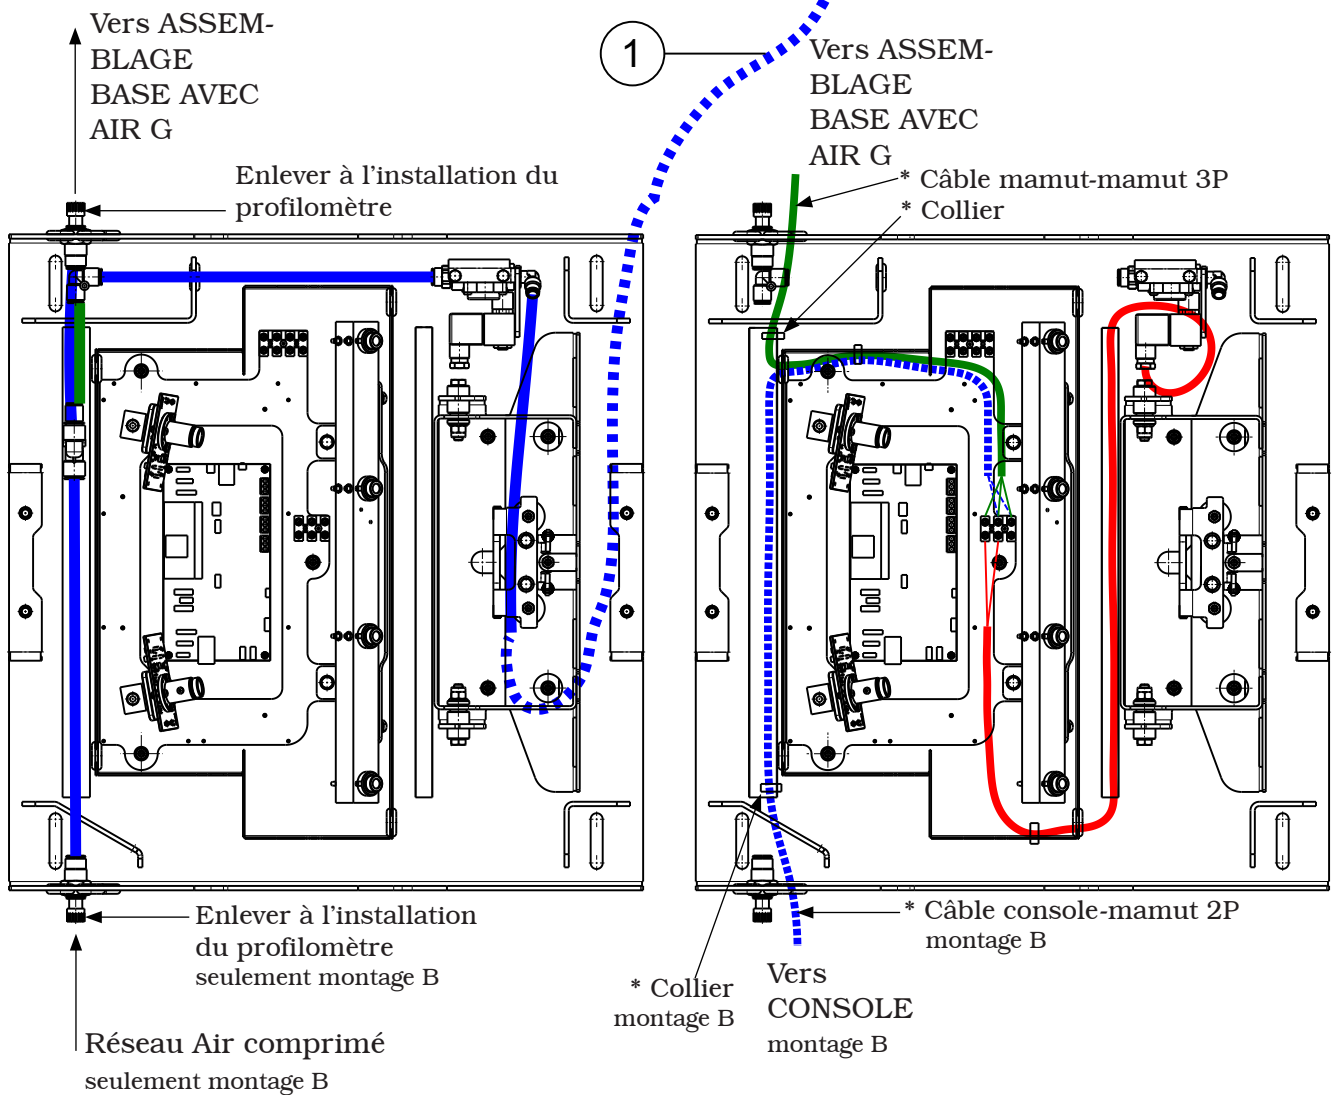 Vers ASSEM-
BLAGE
BASE AVEC
AIR G
1
Vers ASSEM-
BLAGE
BASE AVEC
AIR G
Enlever à l'installation du
profilomètre
* Câble mamut-mamut 3P
* Collier
Enlever à l'installation
du profilomètre
seulement montage B
* Câble console-mamut 2P
montage B
* Collier
montage B
Vers
CONSOLE
montage B
Réseau Air comprimé
seulement montage B